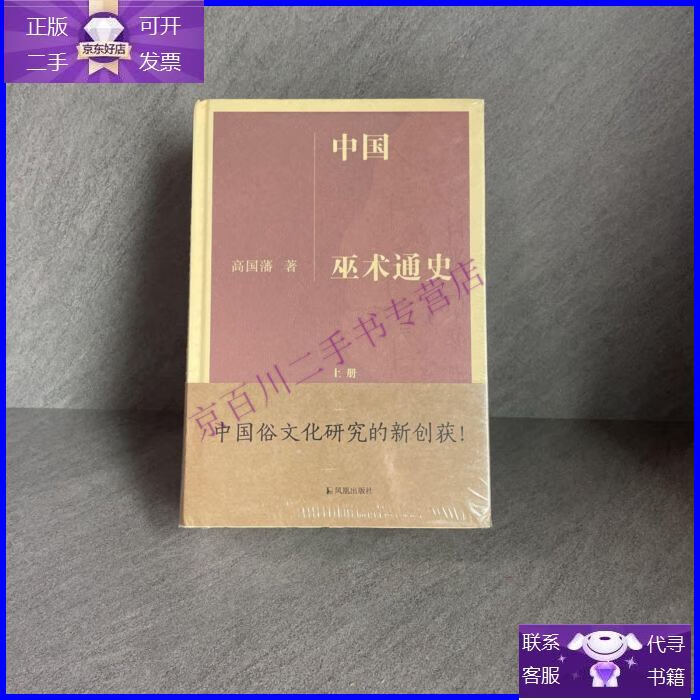 正版
可开
京东好店
二手
发票
中国
高国藩 著
巫术通史
上册
京百川二手书专营店
中国俗文化研究的新创获!
凤凰出版社
联系
代寻
客服
书籍